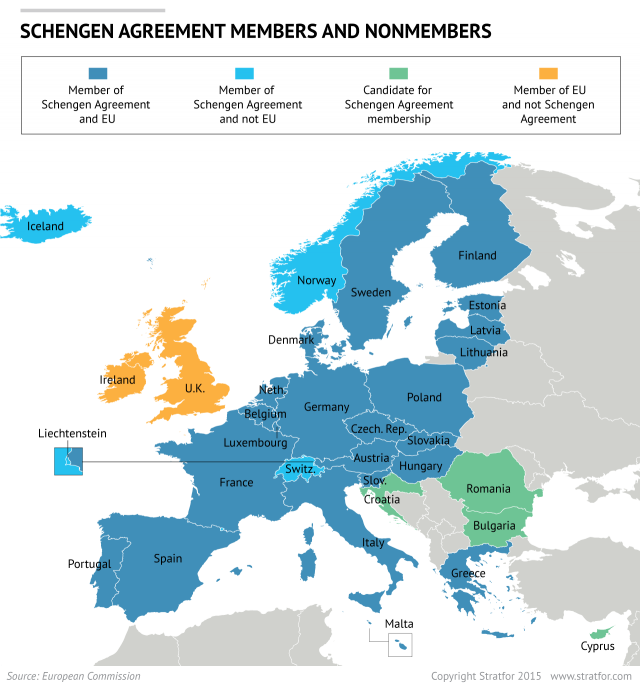 SCHENGEN AGREEMENT MEMBERS AND NONMEMBERS
Member of
Schengen Agreement
and EU
Member of
Schengen Agreement
and not EU
Candidate for
Schengen Agreement
membership
Member of EU
and not Schengen
Agreement
Iceland
Finland
Norway
Sweden
Estonia
Latvia
Denmark
Lithuania
Ireland
U.K.
Neth.
Poland
Germany
Belgium
Czech. Rep.
Liechtenstein
Luxembourg
Slovakia
Austria
Hungary
Switz.
France
Slov.
Romania
Croatia
Bulgaria
Italy
Spain
Portugal
Greece
Malta
Cyprus
Source: European Commission
Copyright Stratfor 2015 www.stratfor.com